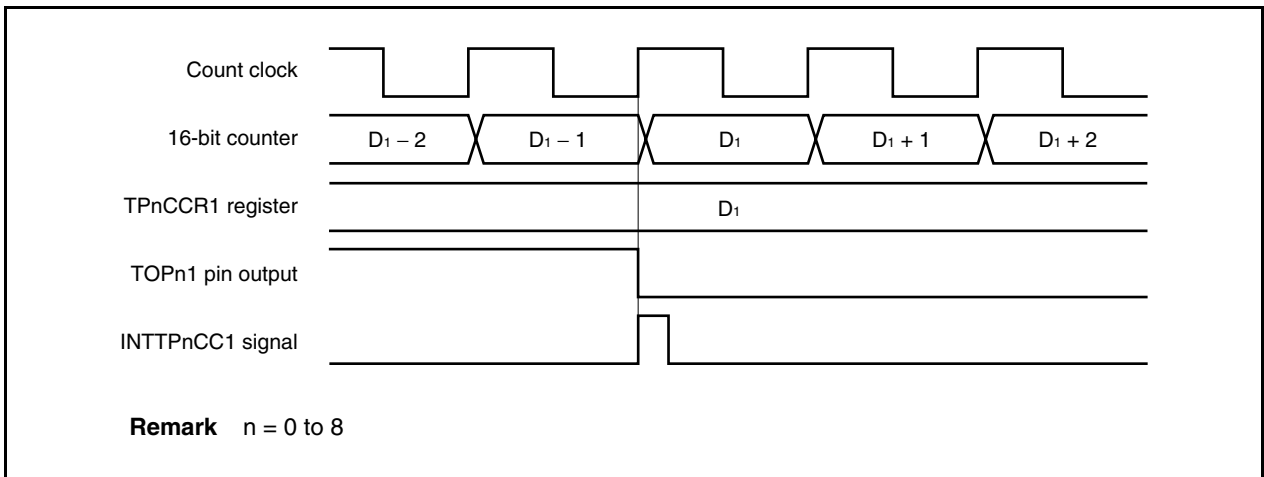 Count clock
16-bit counter
D₁ – 2
D₁ – 1
D₁
D₁ + 1
D₁ + 2
TPnCCR1 register
D₁
TOPn1 pin output
INTTPnCC1 signal
Remark n = 0 to 8